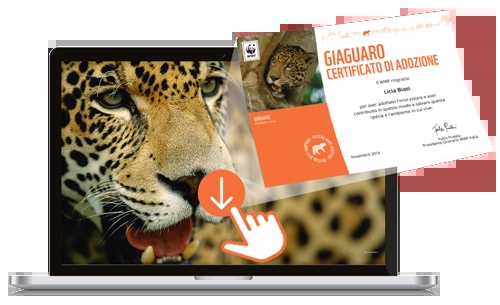 WWF
GIAGUARO
CERTIFICATO DI ADOZIONE
Il WWF ringrazia
Licia Biasi
per aver adottato l'orso polare e aver
contribuito in questo modo a salvare questa
specie e l'ambiente in cui vive.
GIAGUARO
Novembre 2016
Fulco Pratesi
Presidente Onorario WWF Italia